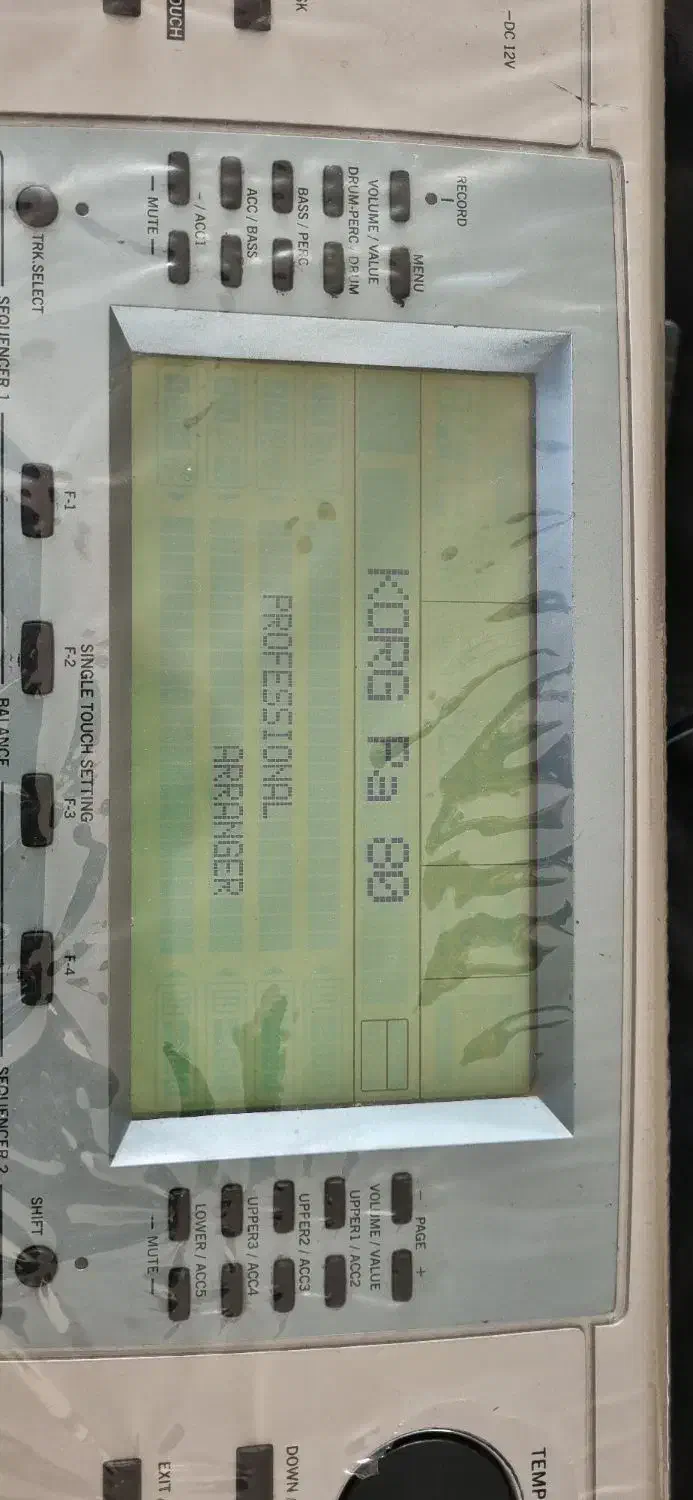 -DC 12V
OUCH
SK
RECORD
MENU
VOLUME / VALUE
DRUM-PERC / DRUM
BASS / PERC
ACC / BASS
- / ACC1
— MUTE —
TRK.SELECT
KORG Pa 80
PROFESSIONAL
ARRANGER
- PAGE +
VOLUME / VALUE
UPPER1 / ACC2
UPPER2 / ACC3
UPPER3 / ACC4
LOWER / ACC5
— MUTE —
SHIFT
F-1
F-2
F-3
F-4
SINGLE TOUCH SETTING
SEQUENCER 1
BALANCE
SEQUENCER 2
TEMP
DOWN /
EXIT /